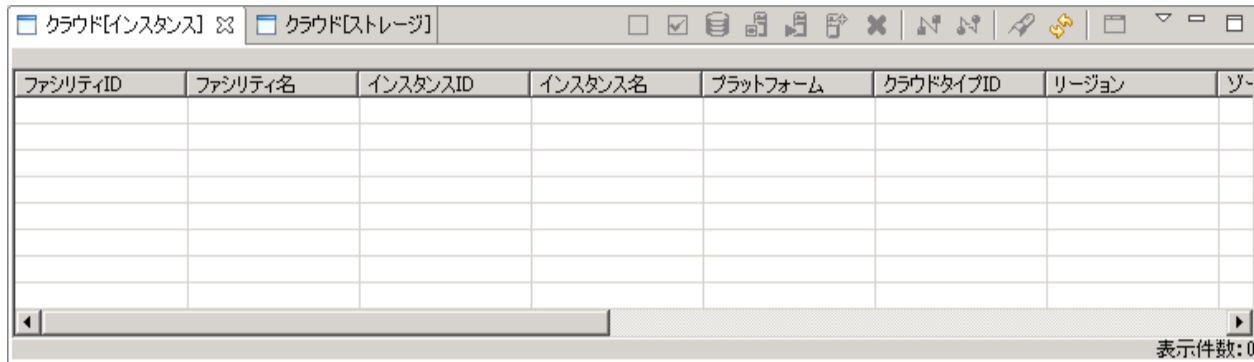 クラウド[インスタンス] クラウド[ストレージ]
ファシリティID ファシリティ名 インスタンスID インスタンス名 プラットフォーム クラウドタイプID リージョン ゾー
表示件数:0